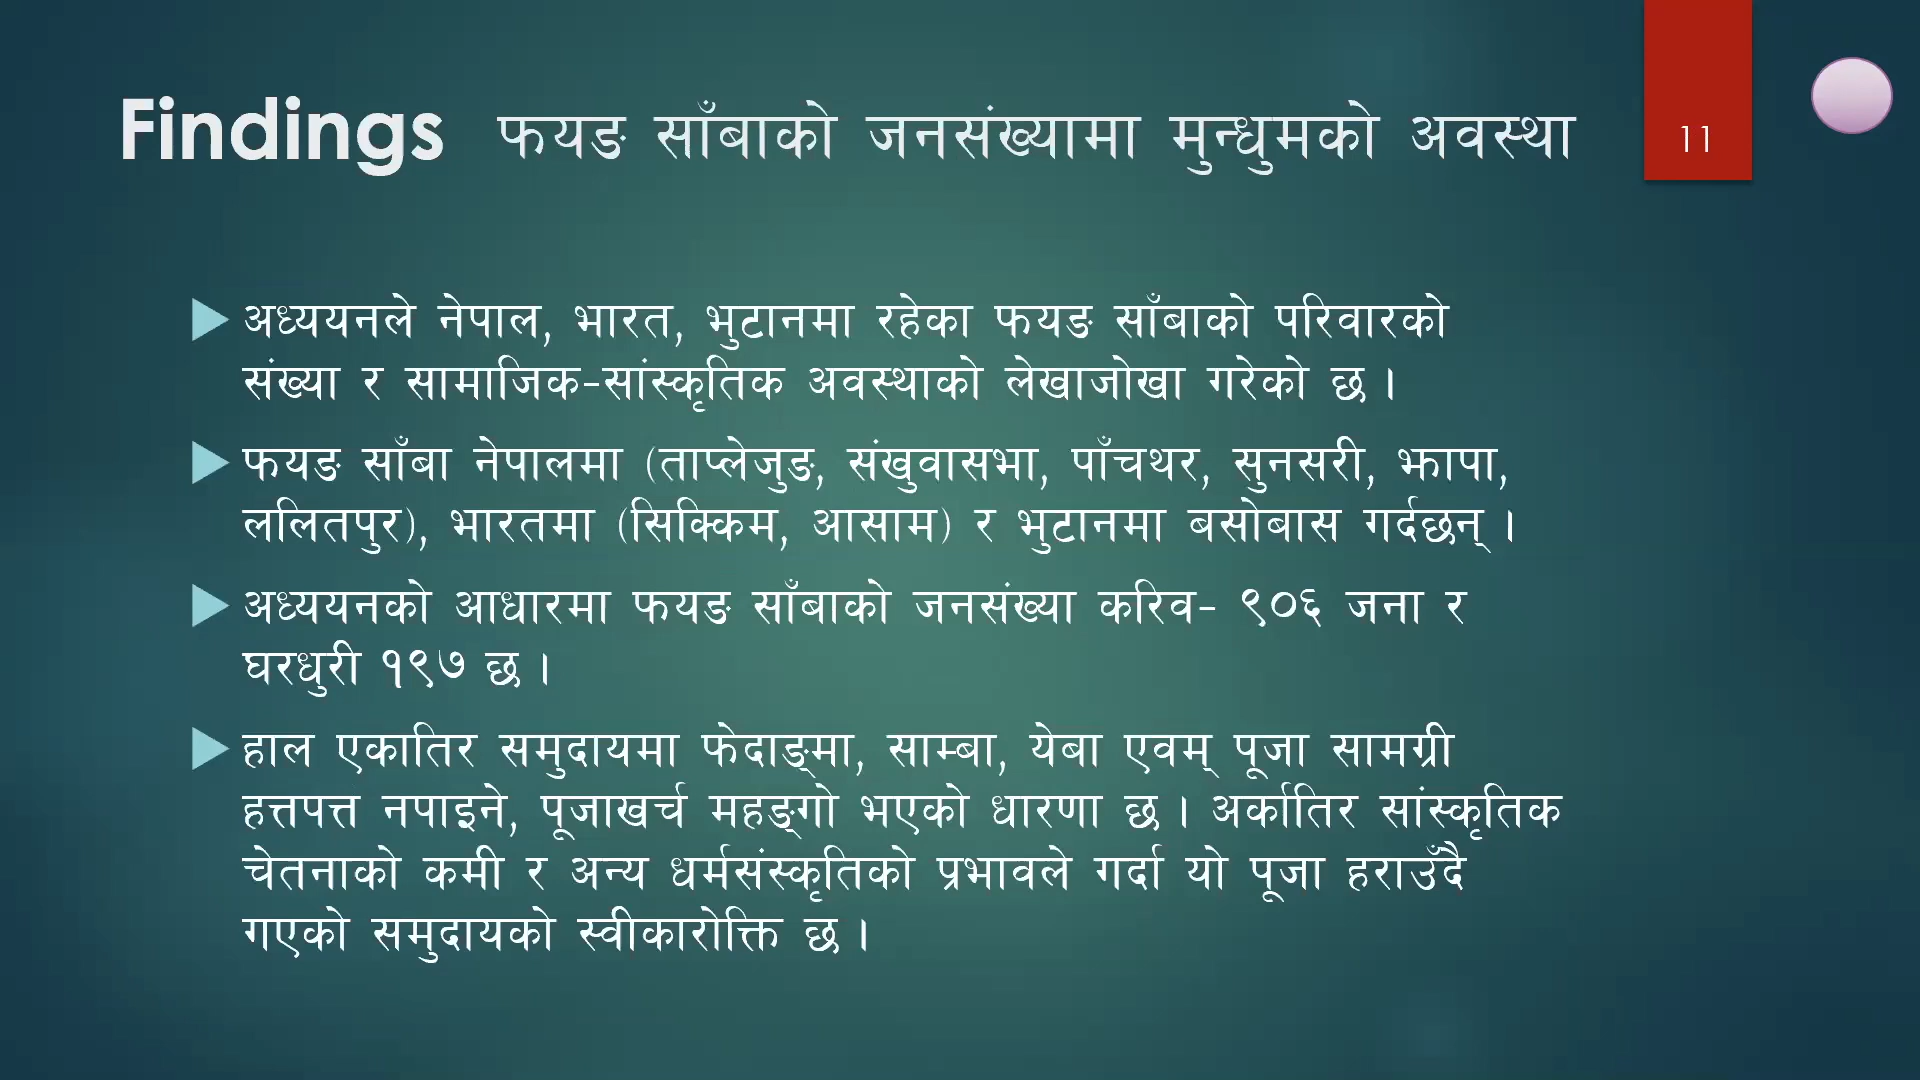 Findings फयङ साँबाको जनसंख्यामा मुन्धुमको अवस्था
11
अध्ययनले नेपाल, भारत, भुटानमा रहेका फयङ साँबाको परिवारको
संख्या र सामाजिक-सांस्कृतिक अवस्थाको लेखाजोखा गरेको छ ।
फयङ साँबा नेपालमा (ताप्लेजुङ, संखुवासभा, पाँचथर, सुनसरी, झापा,
ललितपुर), भारतमा (सिक्किम, आसाम) र भुटानमा बसोबास गर्दछन् ।
अध्ययनको आधारमा फयङ साँबाको जनसंख्या करिव- ९०६ जना र
घरधुरी १९७ छ ।
हाल एकातिर समुदायमा फेदाङ्मा, साम्बा, येबा एवम् पूजा सामग्री
हत्तपत्त नपाइने, पूजाखर्च महङ्गो भएको धारणा छ । अर्कातिर सांस्कृतिक
चेतनाको कमी र अन्य धर्मसंस्कृतिको प्रभावले गर्दा यो पूजा हराउँदै
गएको समुदायको स्वीकारोक्ति छ ।